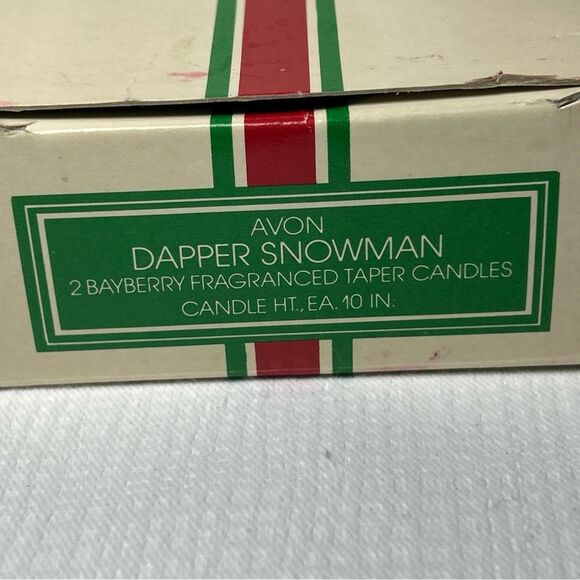 AVON
DAPPER SNOWMAN
2 BAYBERRY FRAGRANCED TAPER CANDLES
CANDLE HT., EA. 10 IN.